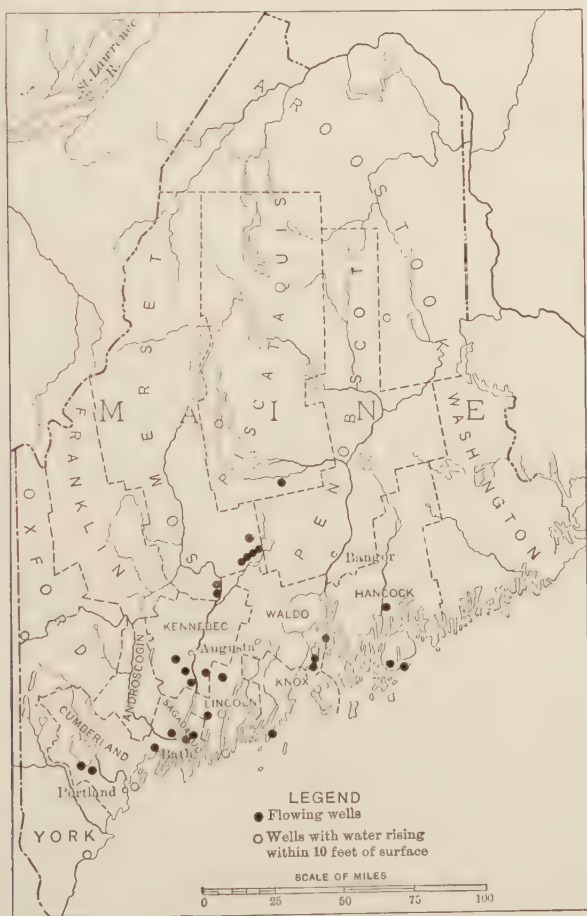 St. Lawrence
R.
AROOSTOOK
SOMERSET
PISCATAQUIS
PENOBSCOT
MAINE
WASHINGTON
FRANKLIN
OXFORD
Bangor
HANCOCK
KENNEBEC
WALDO
Augusta
ANDROSCOGGIN
KNOX
LINCOLN
SAGADAHOC
CUMBERLAND
Bath
Portland
YORK
LEGEND
Flowing wells
Wells with water rising
within 10 feet of surface
SCALE OF MILES
0 25 50 75 100